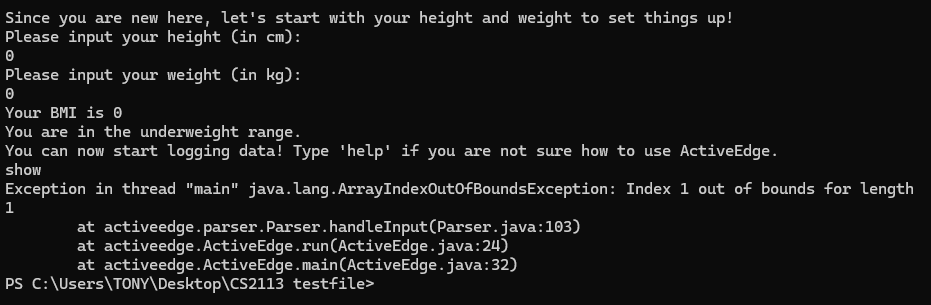 Since you are new here, let's start with your height and weight to set things up!
Please input your height (in cm):
0
Please input your weight (in kg):
0
Your BMI is 0
You are in the underweight range.
You can now start logging data! Type 'help' if you are not sure how to use ActiveEdge.
show
Exception in thread "main" java.lang.ArrayIndexOutOfBoundsException: Index 1 out of bounds for length
1
        at activeedge.parser.Parser.handleInput(Parser.java:103)
        at activeedge.ActiveEdge.run(ActiveEdge.java:24)
        at activeedge.ActiveEdge.main(ActiveEdge.java:32)
PS C:\Users\TONY\Desktop\CS2113 testfile>